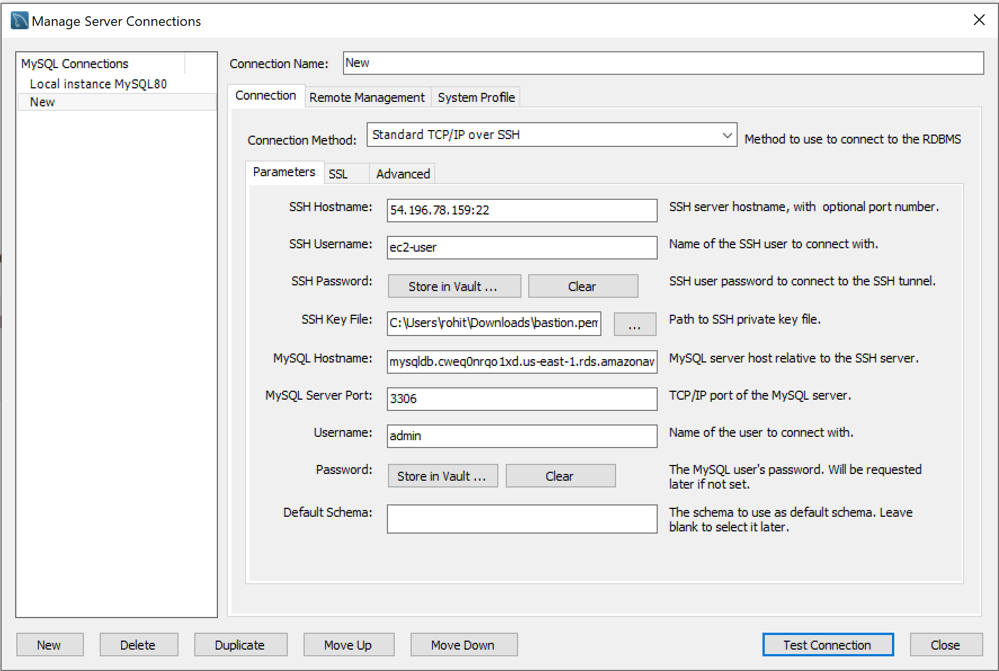 Manage Server Connections
MySQL Connections
Local instance MySQL80
New
Connection Name: New
Connection Remote Management System Profile
Connection Method: Standard TCP/IP over SSH Method to use to connect to the RDBMS
Parameters SSL Advanced
SSH Hostname: 54.196.78.159:22 SSH server hostname, with optional port number.
SSH Username: ec2-user Name of the SSH user to connect with.
SSH Password: Store in Vault ... Clear SSH user password to connect to the SSH tunnel.
SSH Key File: C:\Users\rohit\Downloads\bastion.pem ... Path to SSH private key file.
MySQL Hostname: mysqldb.cweq0nrqo1xd.us-east-1.rds.amazonaw MySQL server host relative to the SSH server.
MySQL Server Port: 3306 TCP/IP port of the MySQL server.
Username: admin Name of the user to connect with.
Password: Store in Vault ... Clear The MySQL user's password. Will be requested
later if not set.
Default Schema: The schema to use as default schema. Leave
blank to select it later.
New Delete Duplicate Move Up Move Down Test Connection Close